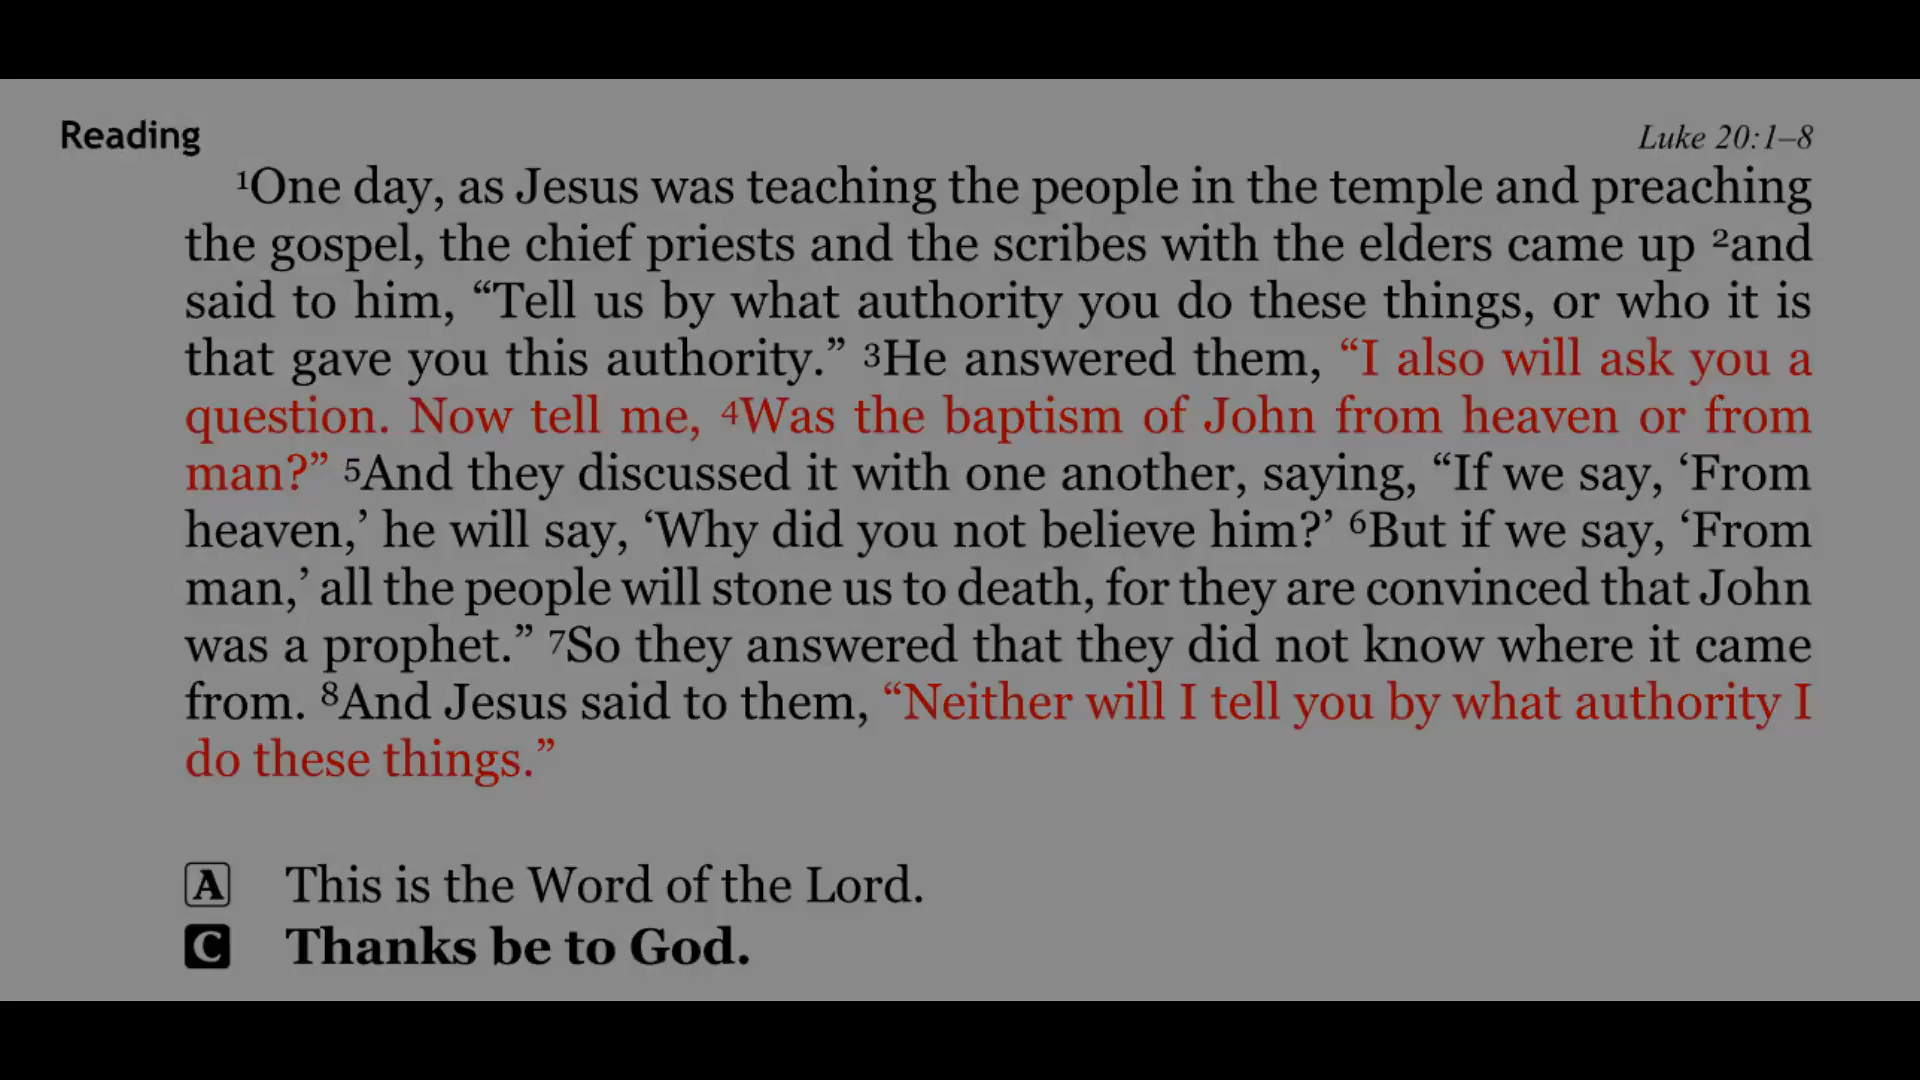 Reading
Luke 20:1–8
¹One day, as Jesus was teaching the people in the temple and preaching
the gospel, the chief priests and the scribes with the elders came up ²and
said to him, “Tell us by what authority you do these things, or who it is
that gave you this authority.” ³He answered them, “I also will ask you a
question. Now tell me, ⁴Was the baptism of John from heaven or from
man?” ⁵And they discussed it with one another, saying, “If we say, ‘From
heaven,’ he will say, ‘Why did you not believe him?’ ⁶But if we say, ‘From
man,’ all the people will stone us to death, for they are convinced that John
was a prophet.” ⁷So they answered that they did not know where it came
from. ⁸And Jesus said to them, “Neither will I tell you by what authority I
do these things.”
A This is the Word of the Lord.
C Thanks be to God.